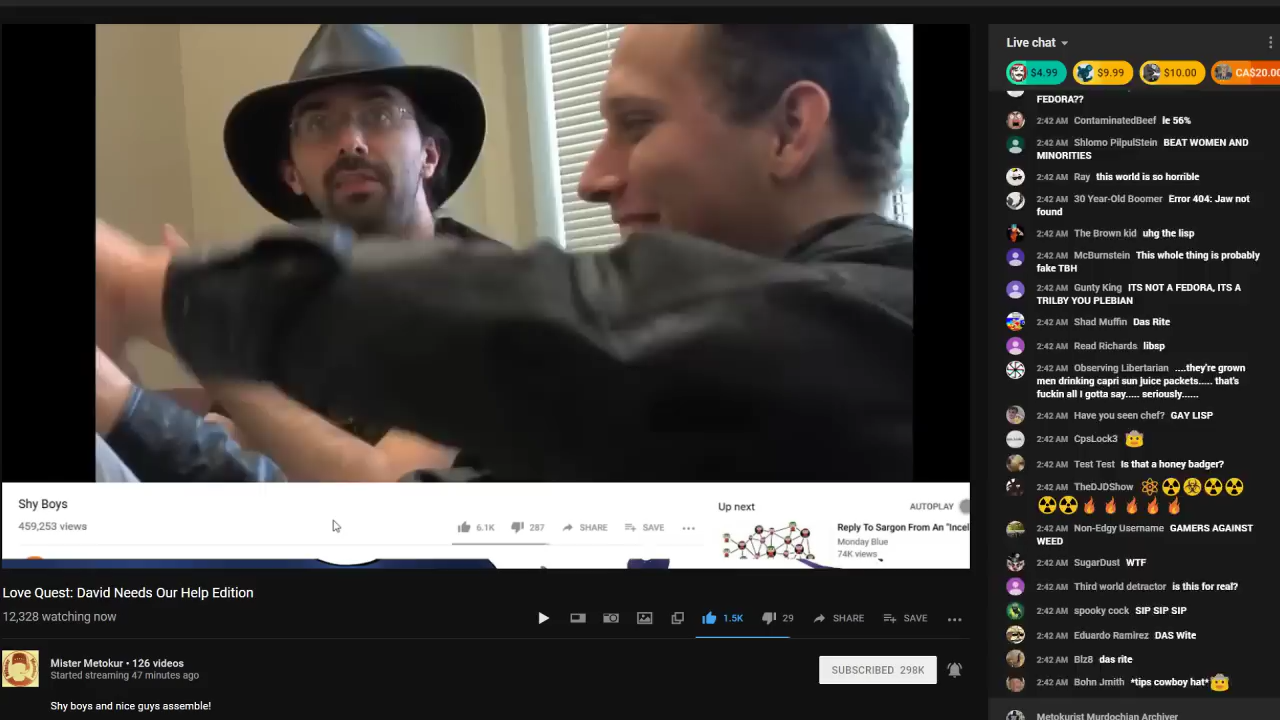 Live chat
$4.99 $9.99 $10.00 CA$20.00
FEDORA??
2:42 AM ContaminatedBeef le 56%
2:42 AM Shlomo PilpulStein BEAT WOMEN AND
MINORITIES
2:42 AM Ray this world is so horrible
2:42 AM 30 Year-Old Boomer Error 404: Jaw not
found
2:42 AM The Brown kid uhg the lisp
2:42 AM McBurnstein This whole thing is probably
fake TBH
2:42 AM Gunty King ITS NOT A FEDORA, ITS A
TRILBY YOU PLEBIAN
2:42 AM Shad Muffin Das Rite
2:42 AM Read Richards libsp
2:42 AM Observing Libertarian ....they're grown
men drinking capri sun juice packets..... that's
fuckin all I gotta say..... seriously......
2:42 AM Have you seen chef? GAY LISP
2:42 AM CpsLock3 🤠
2:42 AM Test Test Is that a honey badger?
2:42 AM TheDJDShow ⚛☢☣☢☢
☢☢🔥🔥🔥🔥🔥
2:42 AM Non-Edgy Username GAMERS AGAINST
WEED
2:42 AM SugarDust WTF
2:42 AM Third world detractor is this for real?
2:42 AM spooky cock SIP SIP SIP
2:42 AM Eduardo Ramirez DAS Wite
2:42 AM Blz8 das rite
2:42 AM Bohn Jmith *tips cowboy hat*🤠
Metokurist Murdochian Archiver
Shy Boys
459,253 views
6.1K 287 SHARE SAVE
Up next AUTOPLAY
Reply To Sargon From An "Incel
Monday Blue
74K views
Love Quest: David Needs Our Help Edition
12,328 watching now
1.5K 29 SHARE SAVE
Mister Metokur • 126 videos
Started streaming 47 minutes ago
SUBSCRIBED 298K
Shy boys and nice guys assemble!